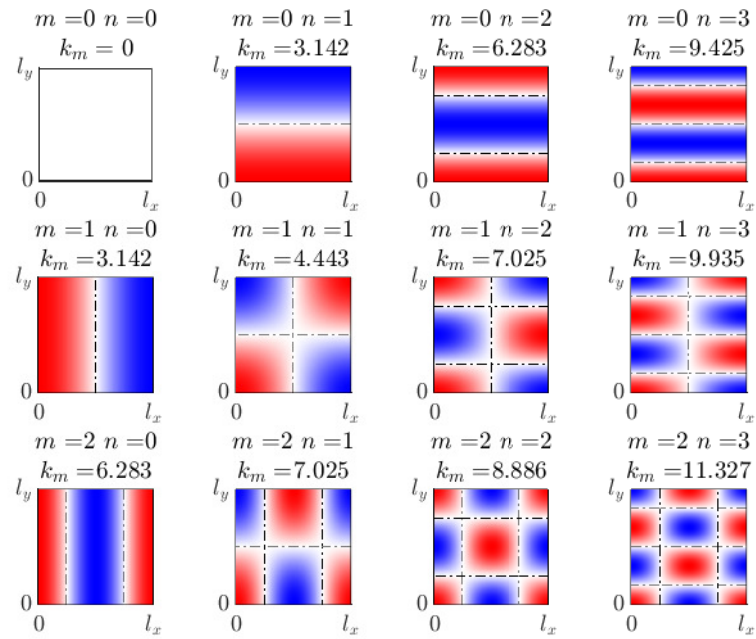 m = 0 n = 0
k_m = 0
l_y
0
0 l_x
m = 0 n = 1
k_m = 3.142
l_y
0
0 l_x
m = 0 n = 2
k_m = 6.283
l_y
0
0 l_x
m = 0 n = 3
k_m = 9.425
l_y
0
0 l_x
m = 1 n = 0
k_m = 3.142
l_y
0
0 l_x
m = 1 n = 1
k_m = 4.443
l_y
0
0 l_x
m = 1 n = 2
k_m = 7.025
l_y
0
0 l_x
m = 1 n = 3
k_m = 9.935
l_y
0
0 l_x
m = 2 n = 0
k_m = 6.283
l_y
0
0 l_x
m = 2 n = 1
k_m = 7.025
l_y
0
0 l_x
m = 2 n = 2
k_m = 8.886
l_y
0
0 l_x
m = 2 n = 3
k_m = 11.327
l_y
0
0 l_x